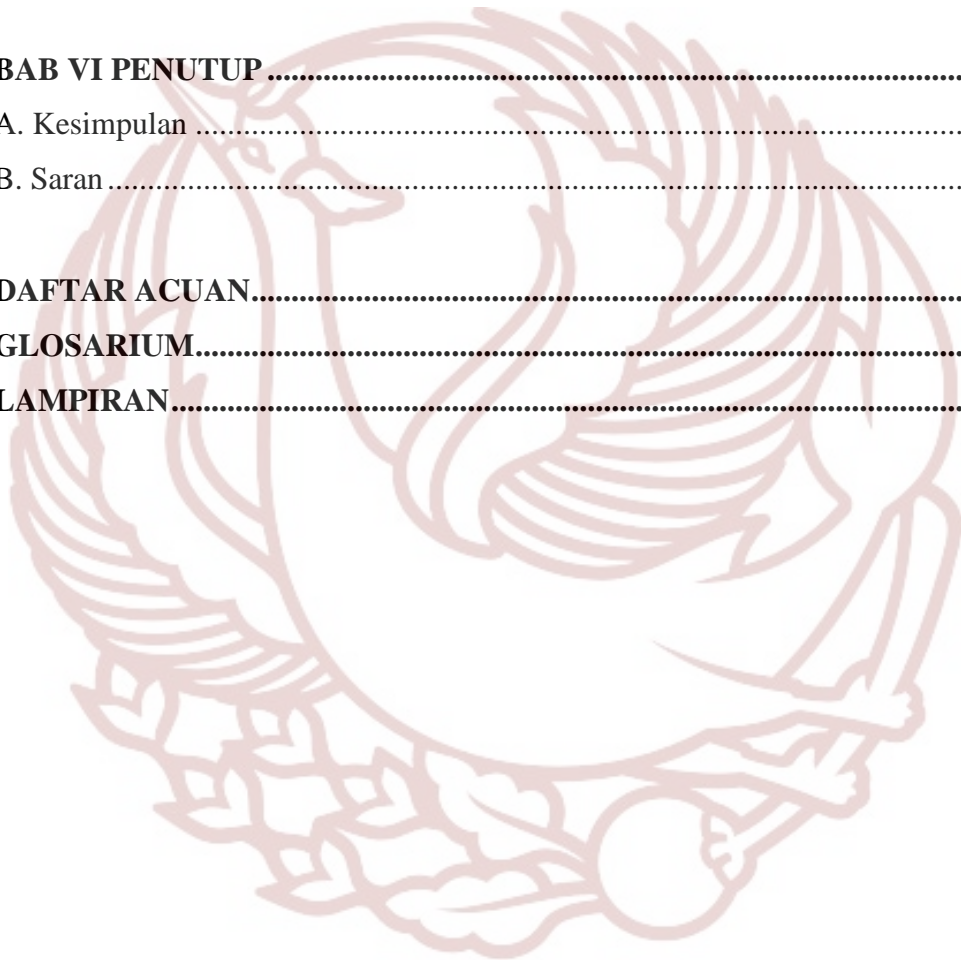 BAB VI PENUTUP ..........................................................................................
A. Kesimpulan ..................................................................................................
B. Saran .............................................................................................................
DAFTAR ACUAN...........................................................................................
GLOSARIUM..................................................................................................
LAMPIRAN.....................................................................................................